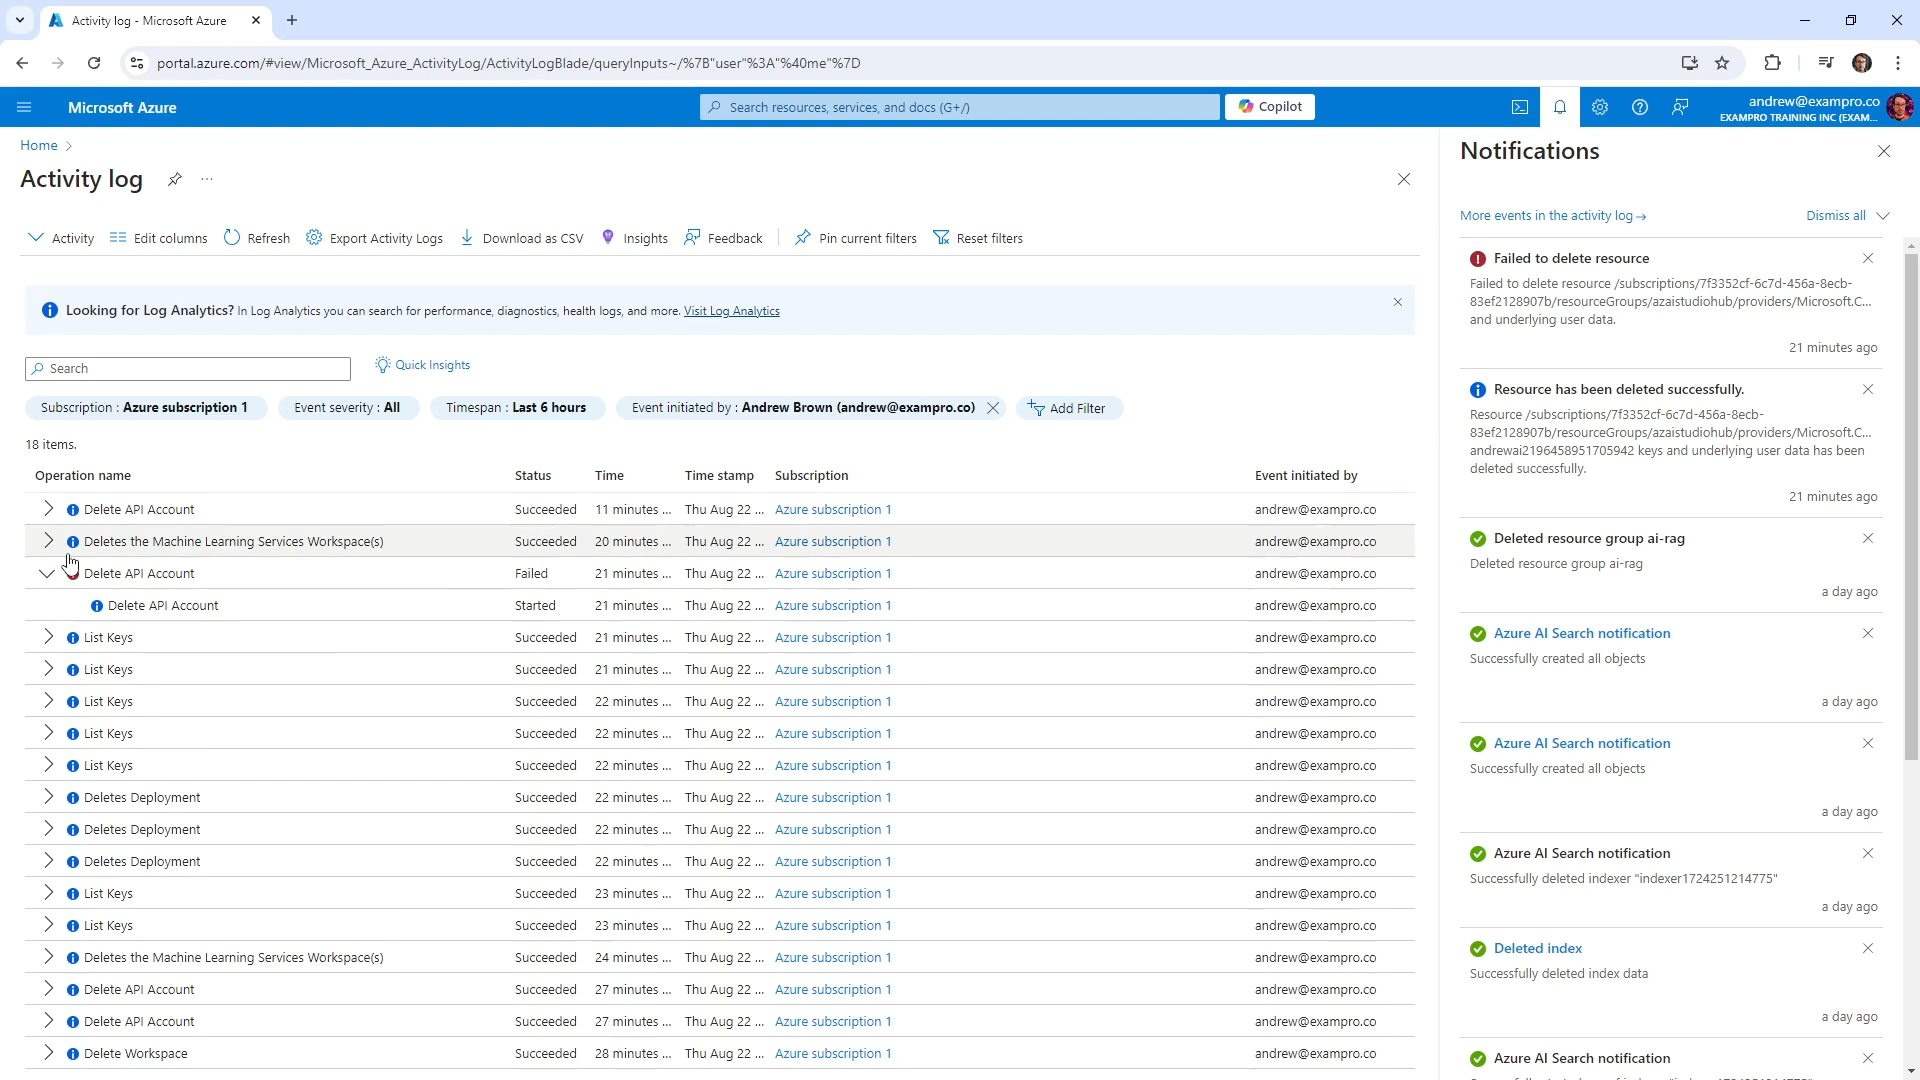 Activity log - Microsoft Azure
portal.azure.com/#view/Microsoft_Azure_ActivityLog/ActivityLogBlade/queryInputs~/%7B"user"%3A"%40me"%7D
Microsoft Azure
Search resources, services, and docs (G+/)
Copilot
andrew@exampro.co
EXAMPRO TRAINING INC (EXAM...
Home
Activity log
Activity
Edit columns
Refresh
Export Activity Logs
Download as CSV
Insights
Feedback
Pin current filters
Reset filters
Looking for Log Analytics? In Log Analytics you can search for performance, diagnostics, health logs, and more. Visit Log Analytics
Search
Quick Insights
Subscription : Azure subscription 1
Event severity : All
Timespan : Last 6 hours
Event initiated by : Andrew Brown (andrew@exampro.co)
Add Filter
18 items.
Operation name Status Time Time stamp Subscription Event initiated by
Delete API Account Succeeded 11 minutes ... Thu Aug 22 ... Azure subscription 1 andrew@exampro.co
Deletes the Machine Learning Services Workspace(s) Succeeded 20 minutes ... Thu Aug 22 ... Azure subscription 1 andrew@exampro.co
Delete API Account Failed 21 minutes ... Thu Aug 22 ... Azure subscription 1 andrew@exampro.co
Delete API Account Started 21 minutes ... Thu Aug 22 ... Azure subscription 1 andrew@exampro.co
List Keys Succeeded 21 minutes ... Thu Aug 22 ... Azure subscription 1 andrew@exampro.co
List Keys Succeeded 21 minutes ... Thu Aug 22 ... Azure subscription 1 andrew@exampro.co
List Keys Succeeded 22 minutes ... Thu Aug 22 ... Azure subscription 1 andrew@exampro.co
List Keys Succeeded 22 minutes ... Thu Aug 22 ... Azure subscription 1 andrew@exampro.co
List Keys Succeeded 22 minutes ... Thu Aug 22 ... Azure subscription 1 andrew@exampro.co
Deletes Deployment Succeeded 22 minutes ... Thu Aug 22 ... Azure subscription 1 andrew@exampro.co
Deletes Deployment Succeeded 22 minutes ... Thu Aug 22 ... Azure subscription 1 andrew@exampro.co
Deletes Deployment Succeeded 22 minutes ... Thu Aug 22 ... Azure subscription 1 andrew@exampro.co
List Keys Succeeded 23 minutes ... Thu Aug 22 ... Azure subscription 1 andrew@exampro.co
List Keys Succeeded 23 minutes ... Thu Aug 22 ... Azure subscription 1 andrew@exampro.co
Deletes the Machine Learning Services Workspace(s) Succeeded 24 minutes ... Thu Aug 22 ... Azure subscription 1 andrew@exampro.co
Delete API Account Succeeded 27 minutes ... Thu Aug 22 ... Azure subscription 1 andrew@exampro.co
Delete API Account Succeeded 27 minutes ... Thu Aug 22 ... Azure subscription 1 andrew@exampro.co
Delete Workspace Succeeded 28 minutes ... Thu Aug 22 ... Azure subscription 1 andrew@exampro.co
Notifications
More events in the activity log →
Dismiss all
Failed to delete resource
Failed to delete resource /subscriptions/7f3352cf-6c7d-456a-8ecb-
83ef2128907b/resourceGroups/azaistudiohub/providers/Microsoft.C...
and underlying user data.
21 minutes ago
Resource has been deleted successfully.
Resource /subscriptions/7f3352cf-6c7d-456a-8ecb-
83ef2128907b/resourceGroups/azaistudiohub/providers/Microsoft.C...
andrewai2196458951705942 keys and underlying user data has been
deleted successfully.
21 minutes ago
Deleted resource group ai-rag
Deleted resource group ai-rag
a day ago
Azure AI Search notification
Successfully created all objects
a day ago
Azure AI Search notification
Successfully created all objects
a day ago
Azure AI Search notification
Successfully deleted indexer "indexer1724251214775"
a day ago
Deleted index
Successfully deleted index data
a day ago
Azure AI Search notification